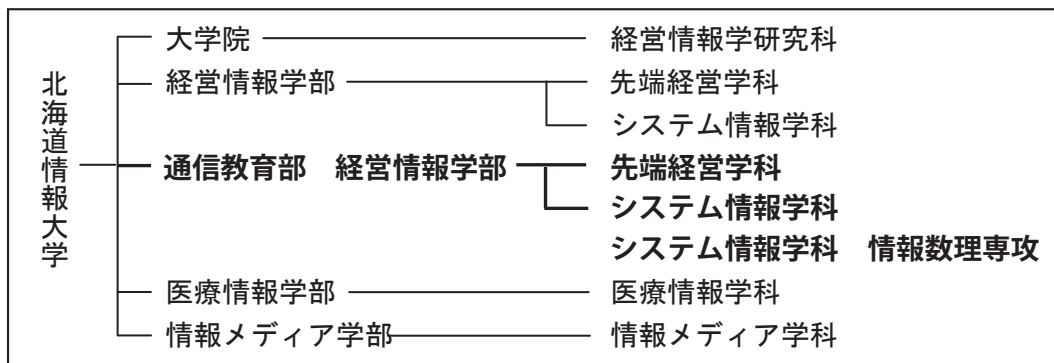 北海道情報大学
大学院 経営情報学研究科
経営情報学部 先端経営学科
システム情報学科
通信教育部 経営情報学部 先端経営学科
システム情報学科
システム情報学科 情報数理専攻
医療情報学部 医療情報学科
情報メディア学部 情報メディア学科